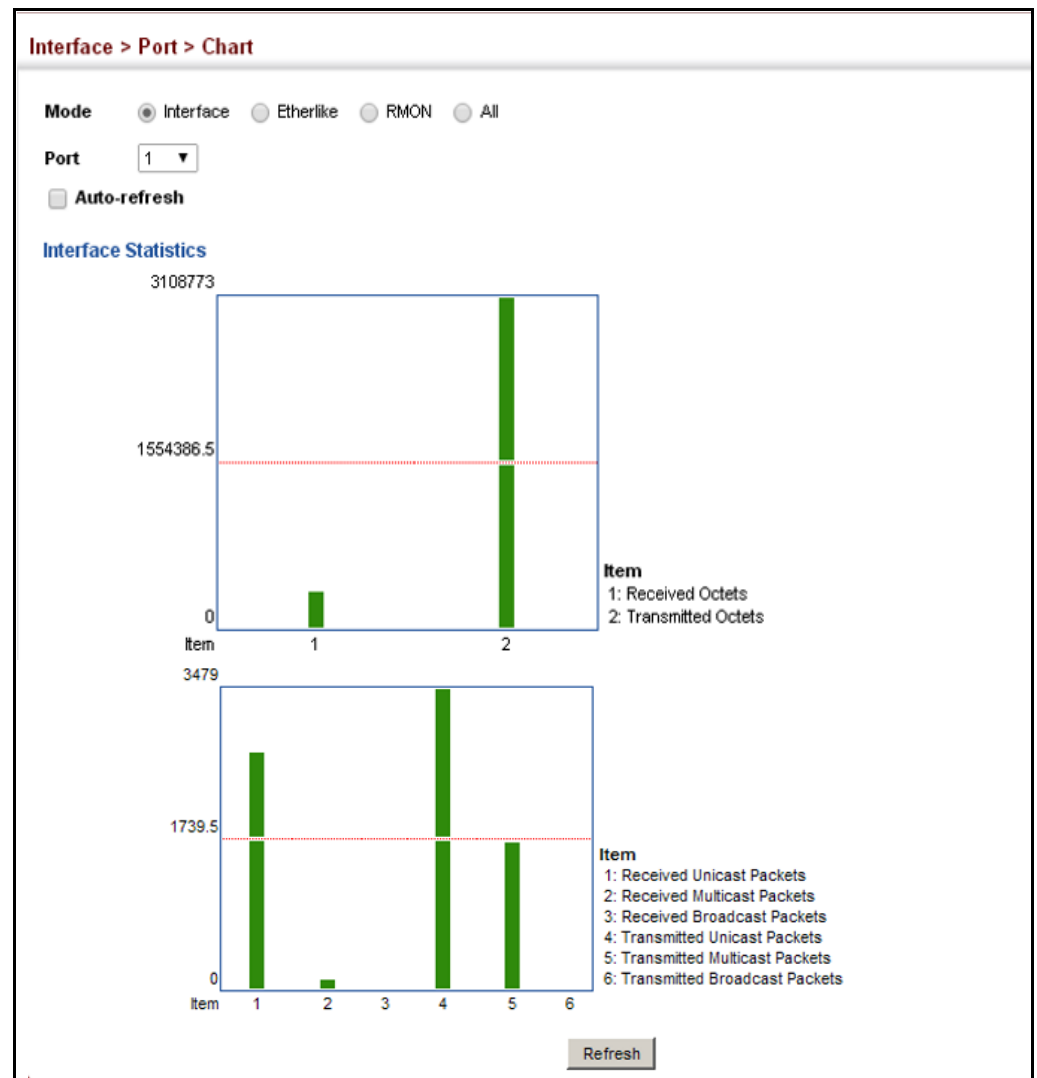 Interface > Port > Chart
Mode Interface Etherlike RMON All
Port 1
Auto-refresh
Interface Statistics
3108773
1554386.5
0
Item 1 2
Item
1: Received Octets
2: Transmitted Octets
3479
1739.5
0
Item 1 2 3 4 5 6
Item
1: Received Unicast Packets
2: Received Multicast Packets
3: Received Broadcast Packets
4: Transmitted Unicast Packets
5: Transmitted Multicast Packets
6: Transmitted Broadcast Packets
Refresh